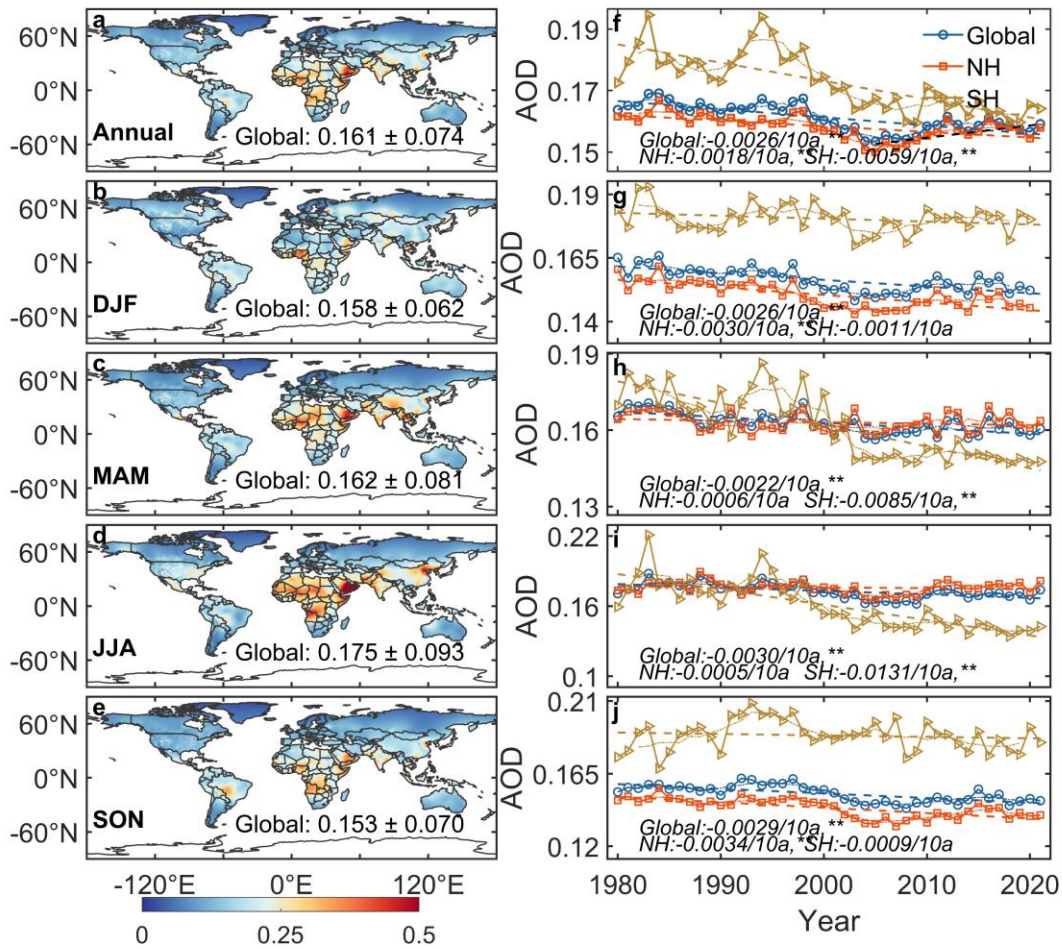 a
60°N
0°N
-60°N
Annual
Global: 0.161 ± 0.074
b
60°N
0°N
-60°N
DJF
Global: 0.158 ± 0.062
c
60°N
0°N
-60°N
MAM
Global: 0.162 ± 0.081
d
60°N
0°N
-60°N
JJA
Global: 0.175 ± 0.093
e
60°N
0°N
-60°N
SON
Global: 0.153 ± 0.070
-120°E 0°E 120°E
0 0.25 0.5
f
0.19
0.17
0.15
AOD
Global
NH
SH
Global:-0.0026/10a, **
NH:-0.0018/10a, ** SH:-0.0059/10a, **
g
0.19
0.165
0.14
AOD
Global:-0.0026/10a, **
NH:-0.0030/10a, ** SH:-0.0011/10a
h
0.19
0.16
0.13
AOD
Global:-0.0022/10a, **
NH:-0.0006/10a SH:-0.0085/10a, **
i
0.22
0.16
0.1
AOD
Global:-0.0030/10a, **
NH:-0.0005/10a SH:-0.0131/10a, **
j
0.21
0.165
0.12
AOD
Global:-0.0029/10a, **
NH:-0.0034/10a, ** SH:-0.0009/10a
1980 1990 2000 2010 2020
Year